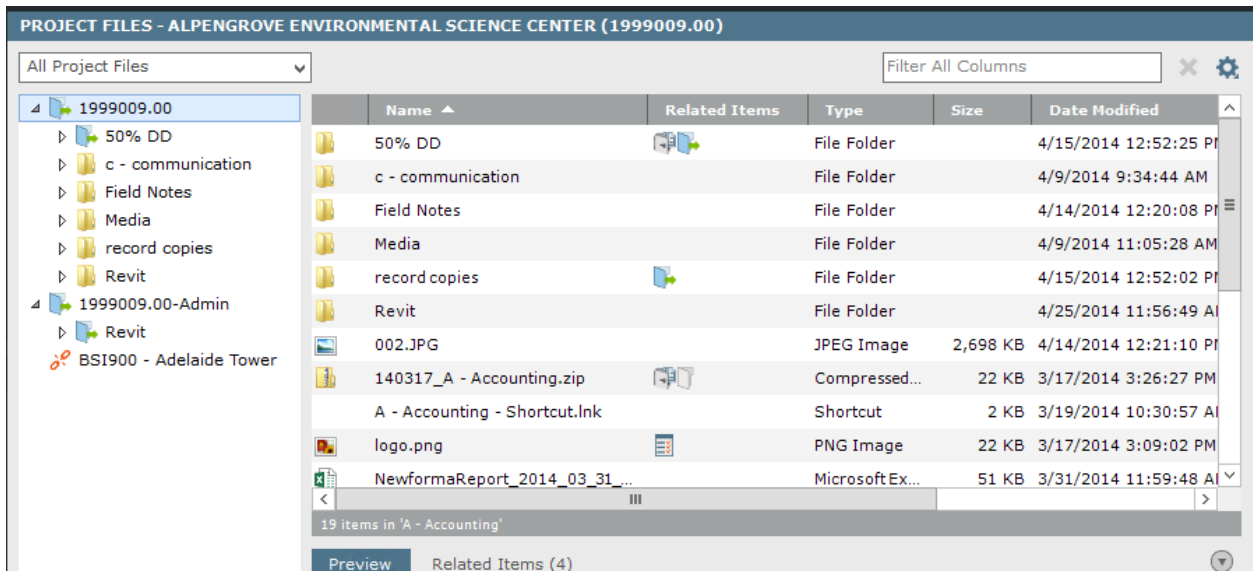 PROJECT FILES - ALPENGROVE ENVIRONMENTAL SCIENCE CENTER (1999009.00)
All Project Files
Filter All Columns
1999009.00
50% DD
c - communication
Field Notes
Media
record copies
Revit
1999009.00-Admin
Revit
BSI900 - Adelaide Tower
Name Related Items Type Size Date Modified
50% DD File Folder 4/15/2014 12:52:25 PM
c - communication File Folder 4/9/2014 9:34:44 AM
Field Notes File Folder 4/14/2014 12:20:08 PM
Media File Folder 4/9/2014 11:05:28 AM
record copies File Folder 4/15/2014 12:52:02 PM
Revit File Folder 4/25/2014 11:56:49 AM
002.JPG JPEG Image 2,698 KB 4/14/2014 12:21:10 PM
140317_A - Accounting.zip Compressed... 22 KB 3/17/2014 3:26:27 PM
A - Accounting - Shortcut.lnk Shortcut 2 KB 3/19/2014 10:30:57 AM
logo.png PNG Image 22 KB 3/17/2014 3:09:02 PM
NewformaReport_2014_03_31_... Microsoft Ex... 51 KB 3/31/2014 11:59:48 AM
19 items in 'A - Accounting'
Preview Related Items (4)